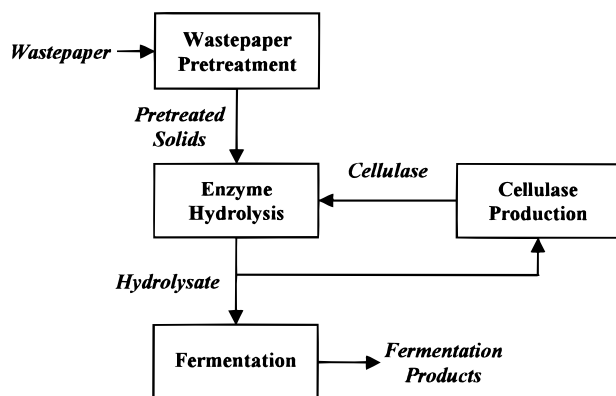 Wastepaper
Wastepaper
Pretreatment
Pretreated
Solids
Enzyme
Hydrolysis
Cellulase
Cellulase
Production
Hydrolysate
Fermentation
Fermentation
Products